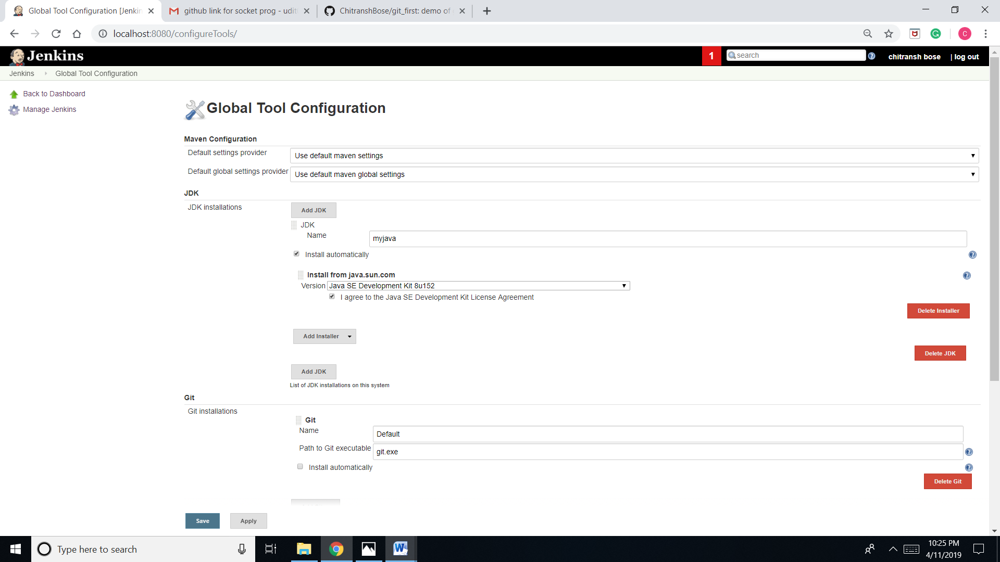 Global Tool Configuration [Jenkin
github link for socket prog - udit
ChitranshBose/git_first: demo of
localhost:8080/configureTools/
C
Jenkins
1
search
chitransh bose
| log out
Jenkins
Global Tool Configuration
Back to Dashboard
Manage Jenkins
Global Tool Configuration
Maven Configuration
Default settings provider
Use default maven settings
Default global settings provider
Use default maven global settings
JDK
JDK installations
Add JDK
JDK
Name
myjava
Install automatically
Install from java.sun.com
Version
Java SE Development Kit 8u152
I agree to the Java SE Development Kit License Agreement
Delete Installer
Add Installer
Delete JDK
Add JDK
List of JDK installations on this system
Git
Git installations
Git
Name
Default
Path to Git executable
git.exe
Install automatically
Delete Git
Save
Apply
Type here to search
10:25 PM
4/11/2019